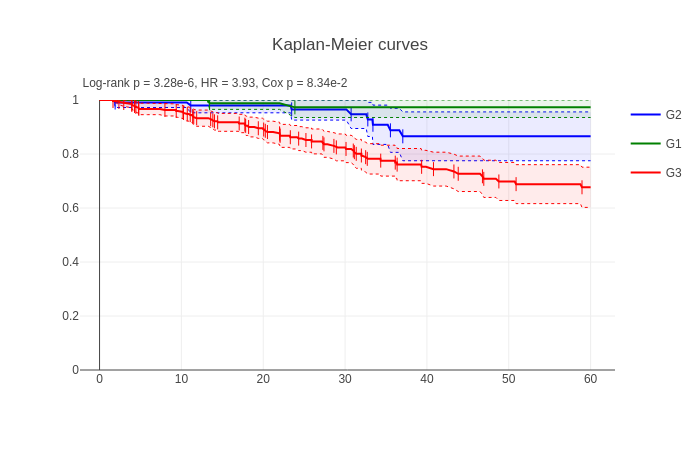 Kaplan-Meier curves
Log-rank p = 3.28e-6, HR = 3.93, Cox p = 8.34e-2
1
0.8
0.6
0.4
0.2
0
0 10 20 30 40 50 60
G2
G1
G3